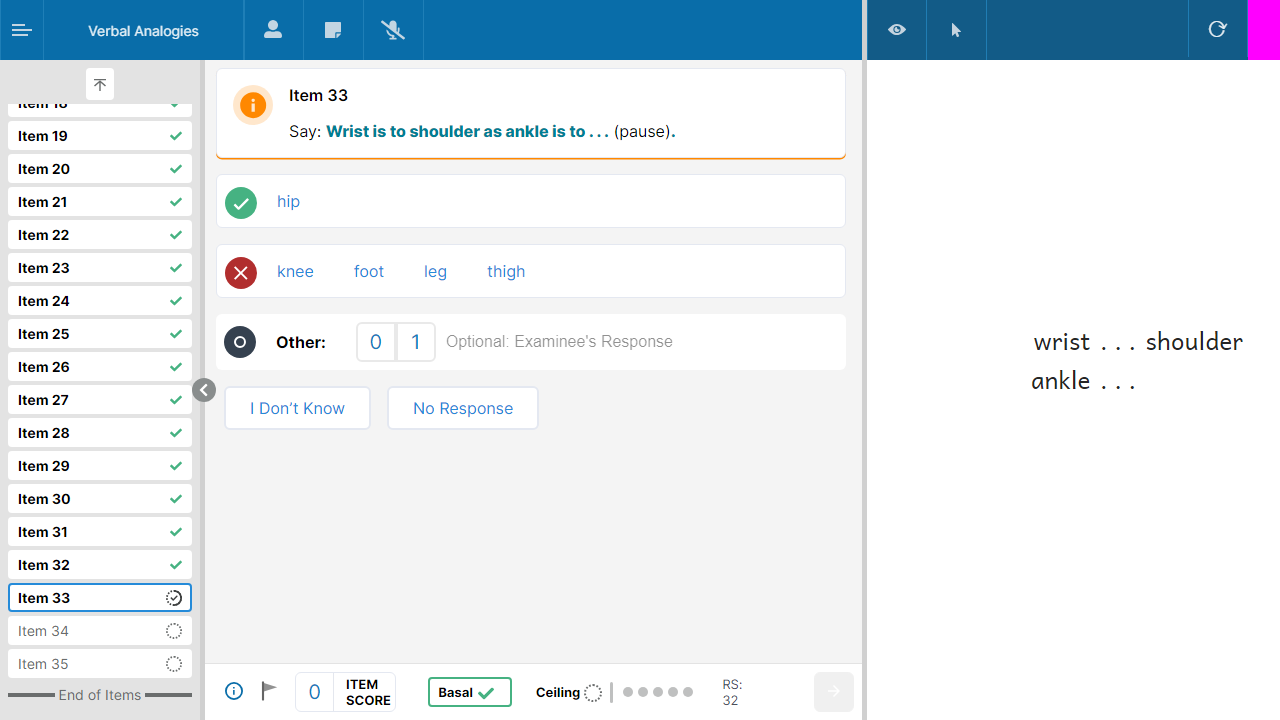 Verbal Analogies
Item 18
Item 19
Item 20
Item 21
Item 22
Item 23
Item 24
Item 25
Item 26
Item 27
Item 28
Item 29
Item 30
Item 31
Item 32
Item 33
Item 34
Item 35
End of Items
Item 33
Say: Wrist is to shoulder as ankle is to . . . (pause).
hip
knee foot leg thigh
Other: 0 1 Optional: Examinee's Response
I Don't Know No Response
0 ITEM SCORE Basal Ceiling RS: 32
wrist . . . shoulder
ankle . . .